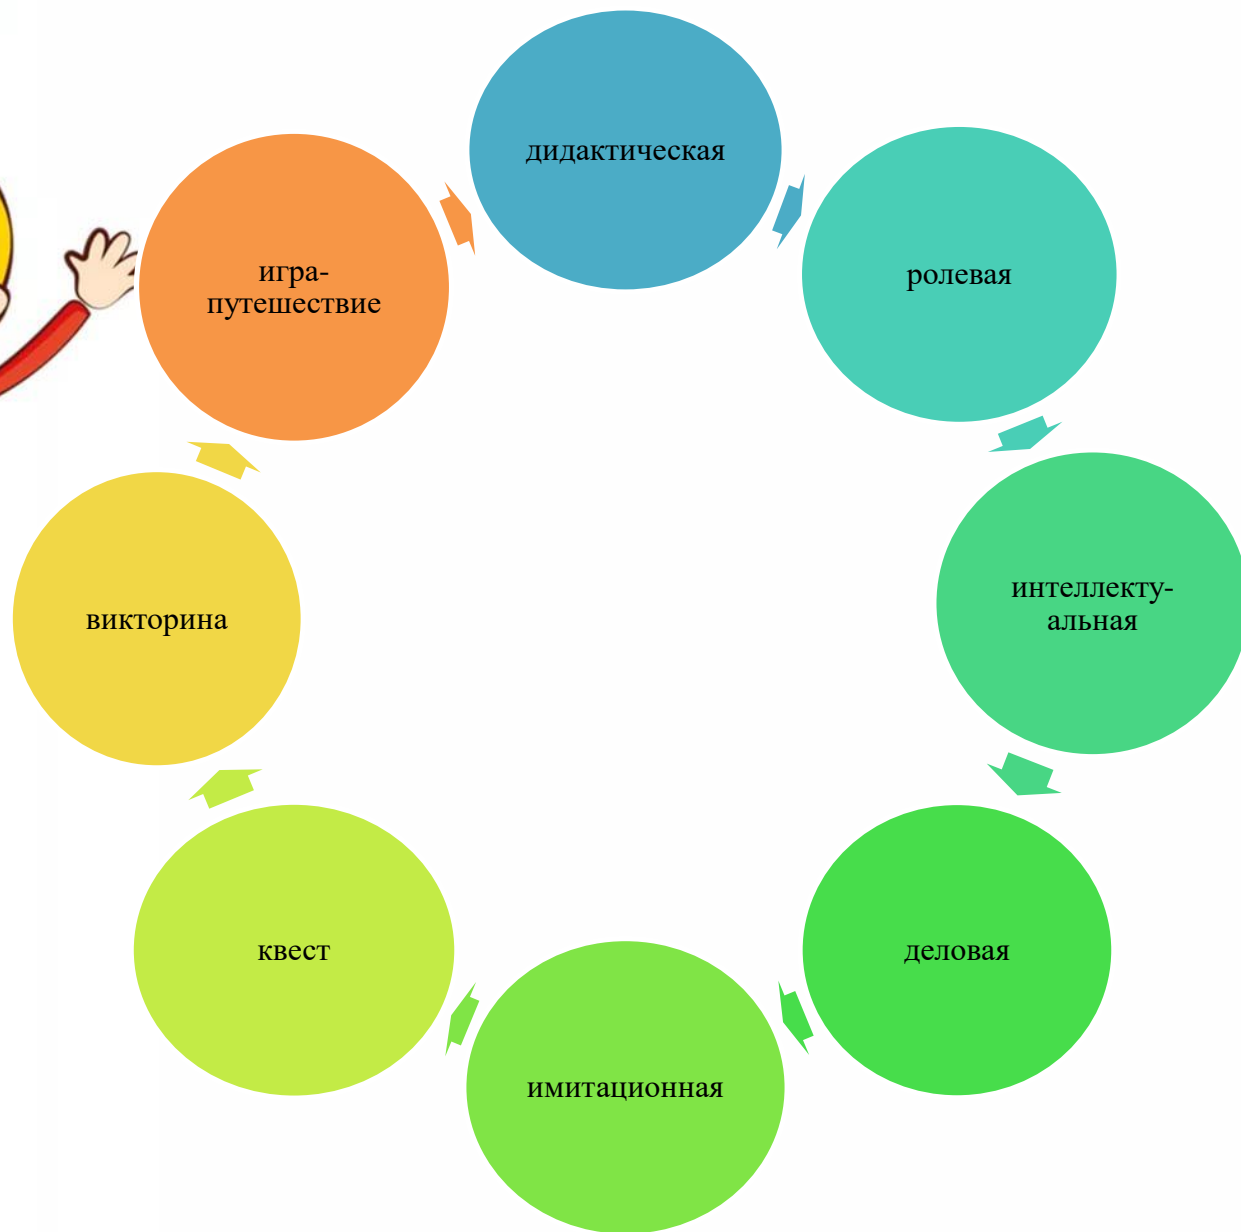 дидактическая
ролевая
интеллекту-
альная
деловая
имитационная
квест
викторина
игра-
путешествие